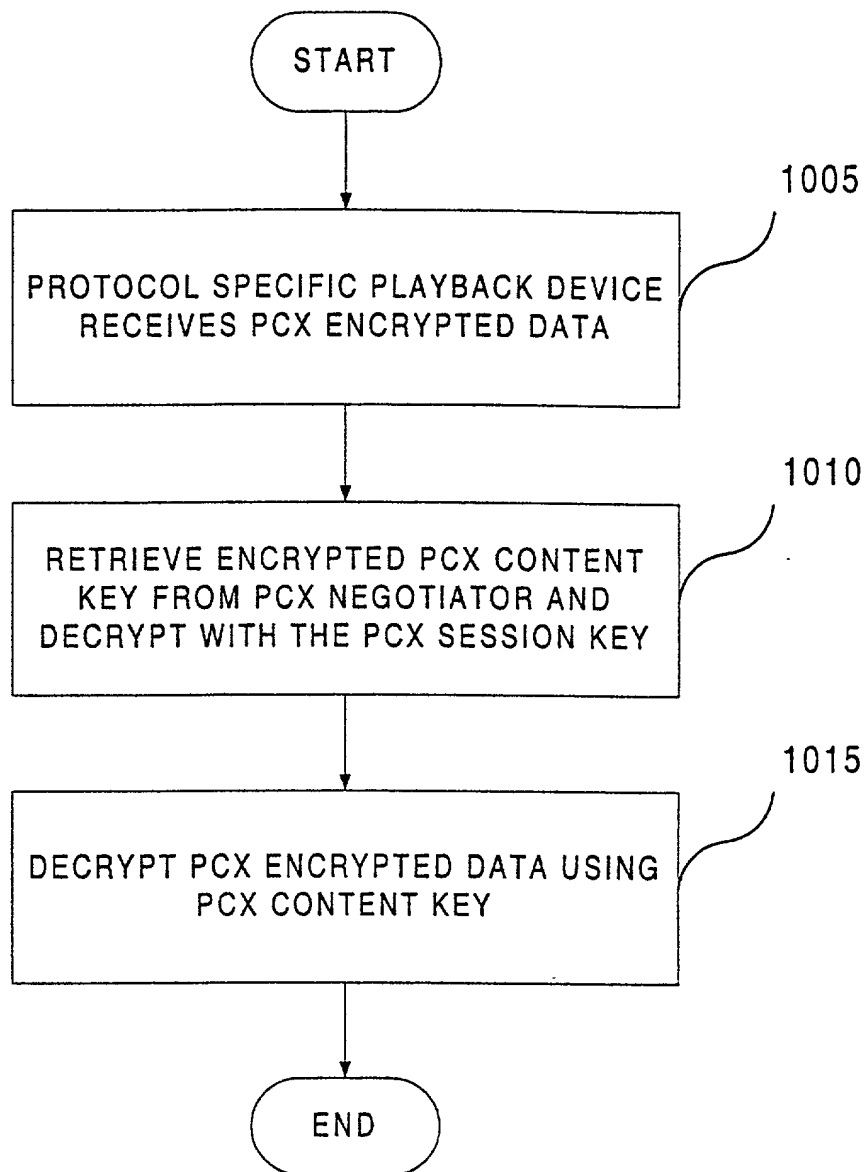 START
1005
PROTOCOL SPECIFIC PLAYBACK DEVICE
RECEIVES PCX ENCRYPTED DATA
1010
RETRIEVE ENCRYPTED PCX CONTENT
KEY FROM PCX NEGOTIATOR AND
DECRYPT WITH THE PCX SESSION KEY
1015
DECRYPT PCX ENCRYPTED DATA USING
PCX CONTENT KEY
END